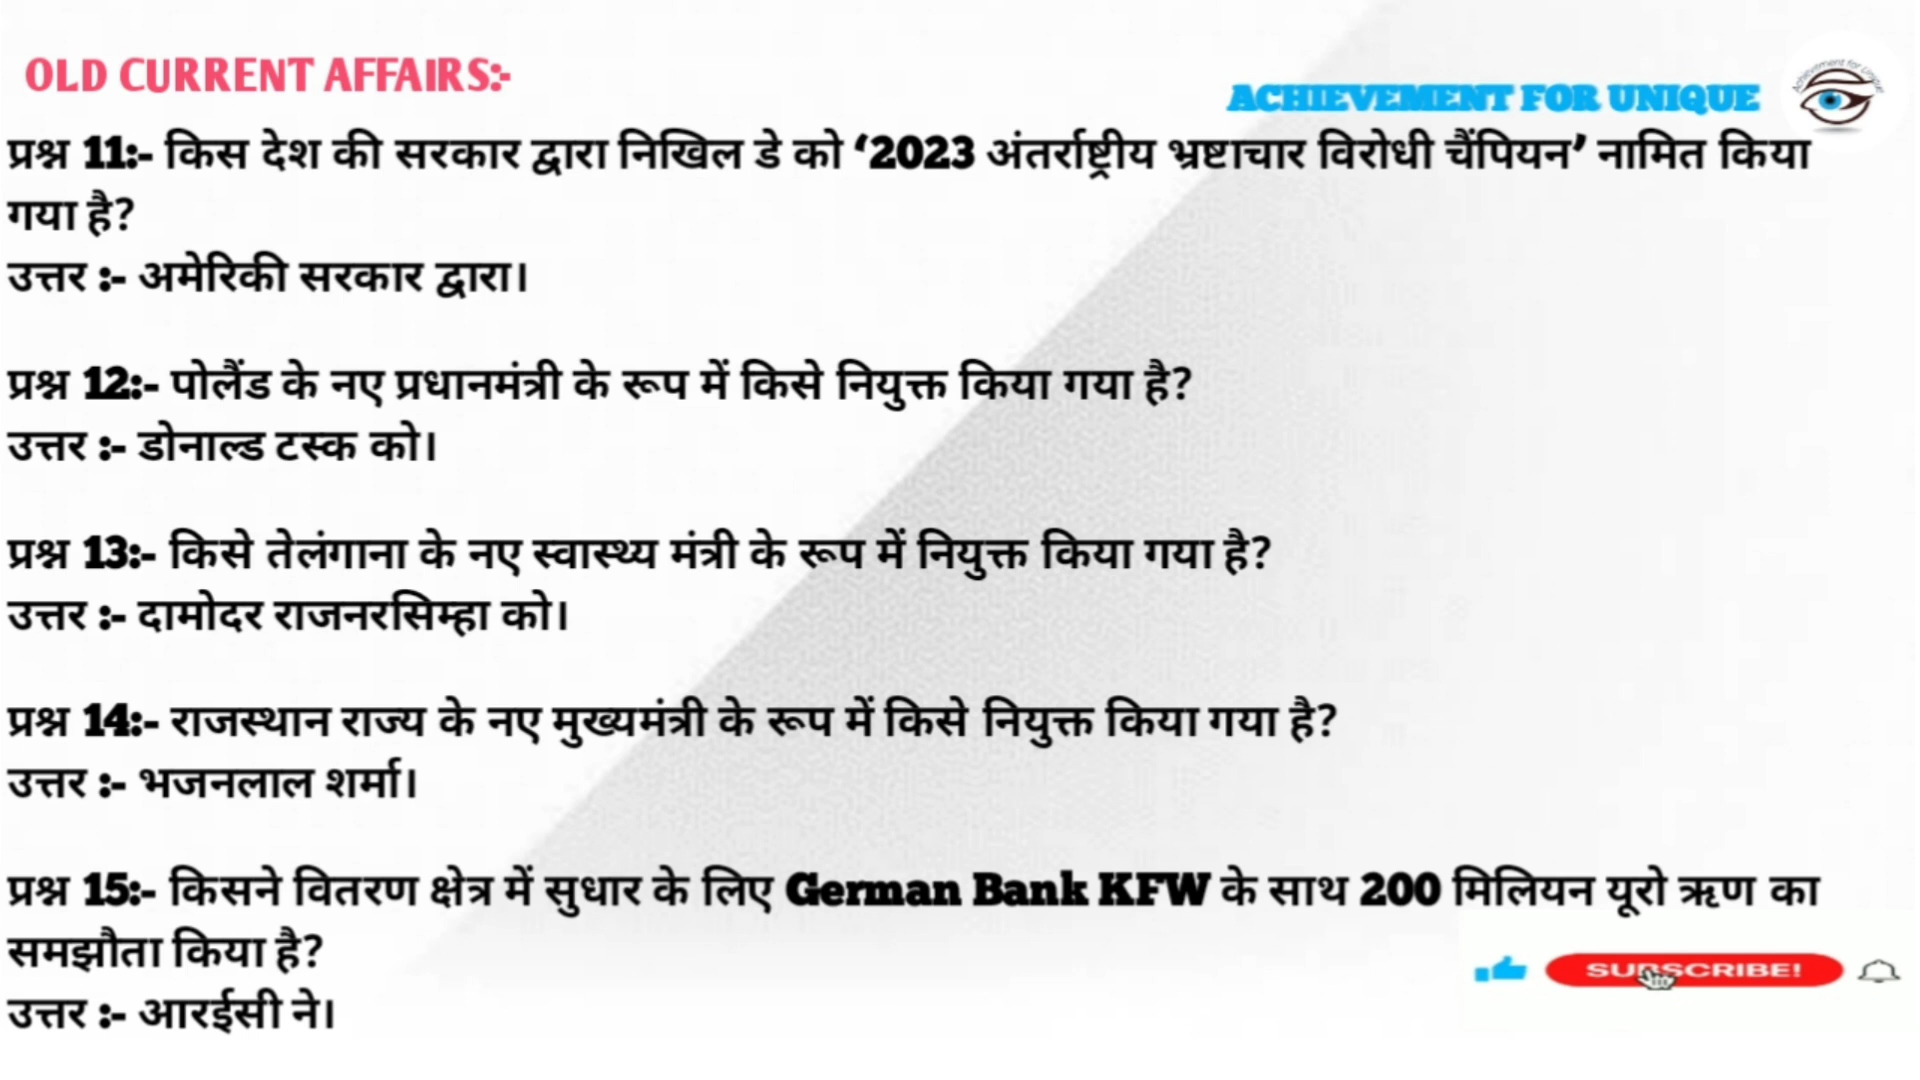 OLD CURRENT AFFAIRS:-
ACHIEVEMENT FOR UNIQUE
Achievement for Unique
प्रश्न 11:- किस देश की सरकार द्वारा निखिल डे को ‘2023 अंतर्राष्ट्रीय भ्रष्टाचार विरोधी चैंपियन’ नामित किया
गया है?
उत्तर :- अमेरिकी सरकार द्वारा।
प्रश्न 12:- पोलैंड के नए प्रधानमंत्री के रूप में किसे नियुक्त किया गया है?
उत्तर :- डोनाल्ड टस्क को।
प्रश्न 13:- किसे तेलंगाना के नए स्वास्थ्य मंत्री के रूप में नियुक्त किया गया है?
उत्तर :- दामोदर राजनरसिम्हा को।
प्रश्न 14:- राजस्थान राज्य के नए मुख्यमंत्री के रूप में किसे नियुक्त किया गया है?
उत्तर :- भजनलाल शर्मा।
प्रश्न 15:- किसने वितरण क्षेत्र में सुधार के लिए German Bank KFW के साथ 200 मिलियन यूरो ऋण का
समझौता किया है?
SUBSCRIBE!
उत्तर :- आरईसी ने।